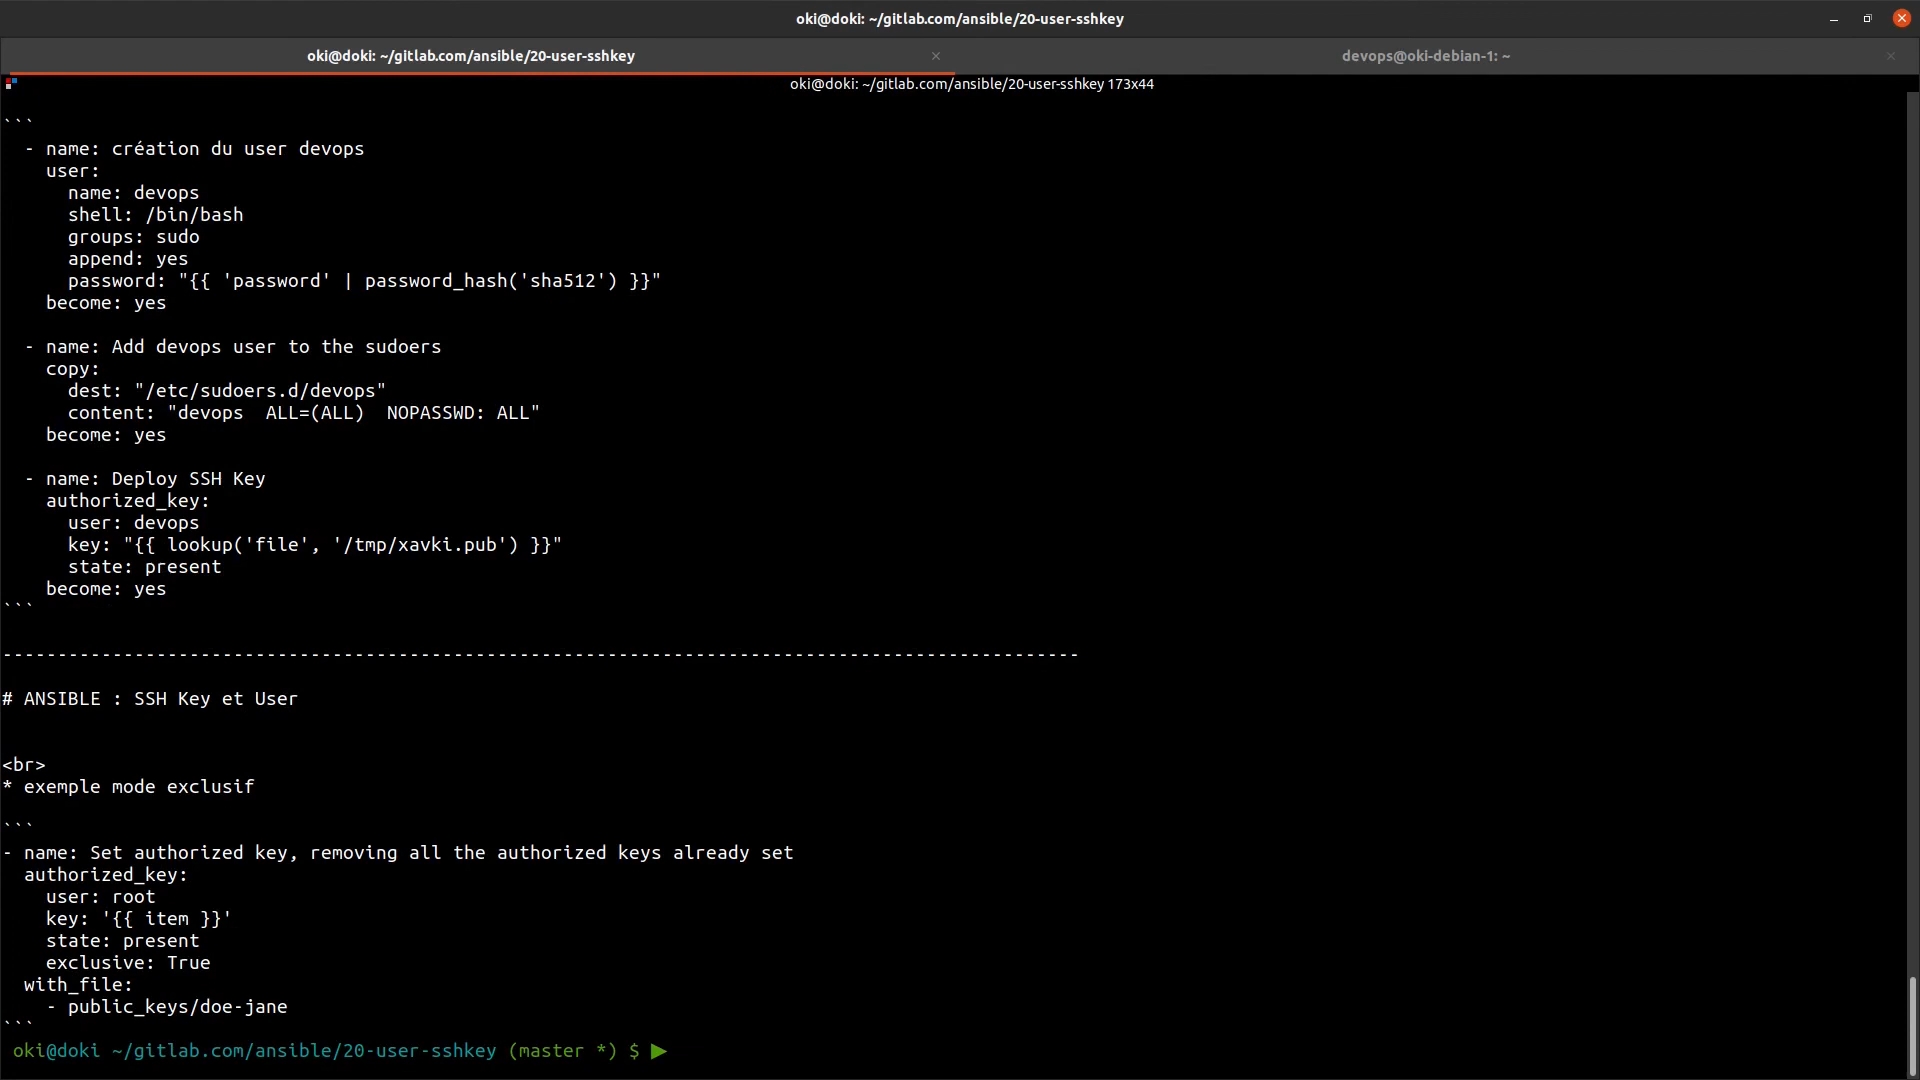 oki@doki: ~/gitlab.com/ansible/20-user-sshkey
oki@doki: ~/gitlab.com/ansible/20-user-sshkey × devops@oki-debian-1: ~ ×
oki@doki: ~/gitlab.com/ansible/20-user-sshkey 173x44
```
  - name: création du user devops
    user:
      name: devops
      shell: /bin/bash
      groups: sudo
      append: yes
      password: "{{ 'password' | password_hash('sha512') }}"
    become: yes

  - name: Add devops user to the sudoers
    copy:
      dest: "/etc/sudoers.d/devops"
      content: "devops  ALL=(ALL)  NOPASSWD: ALL"
    become: yes

  - name: Deploy SSH Key
    authorized_key:
      user: devops
      key: "{{ lookup('file', '/tmp/xavki.pub') }}"
      state: present
    become: yes
```

--------------------------------------------------------------------------------------------------

# ANSIBLE : SSH Key et User

<br>
* exemple mode exclusif

```
- name: Set authorized key, removing all the authorized keys already set
  authorized_key:
    user: root
    key: '{{ item }}'
    state: present
    exclusive: True
  with_file:
    - public_keys/doe-jane
```
oki@doki ~/gitlab.com/ansible/20-user-sshkey (master *) $ ▶